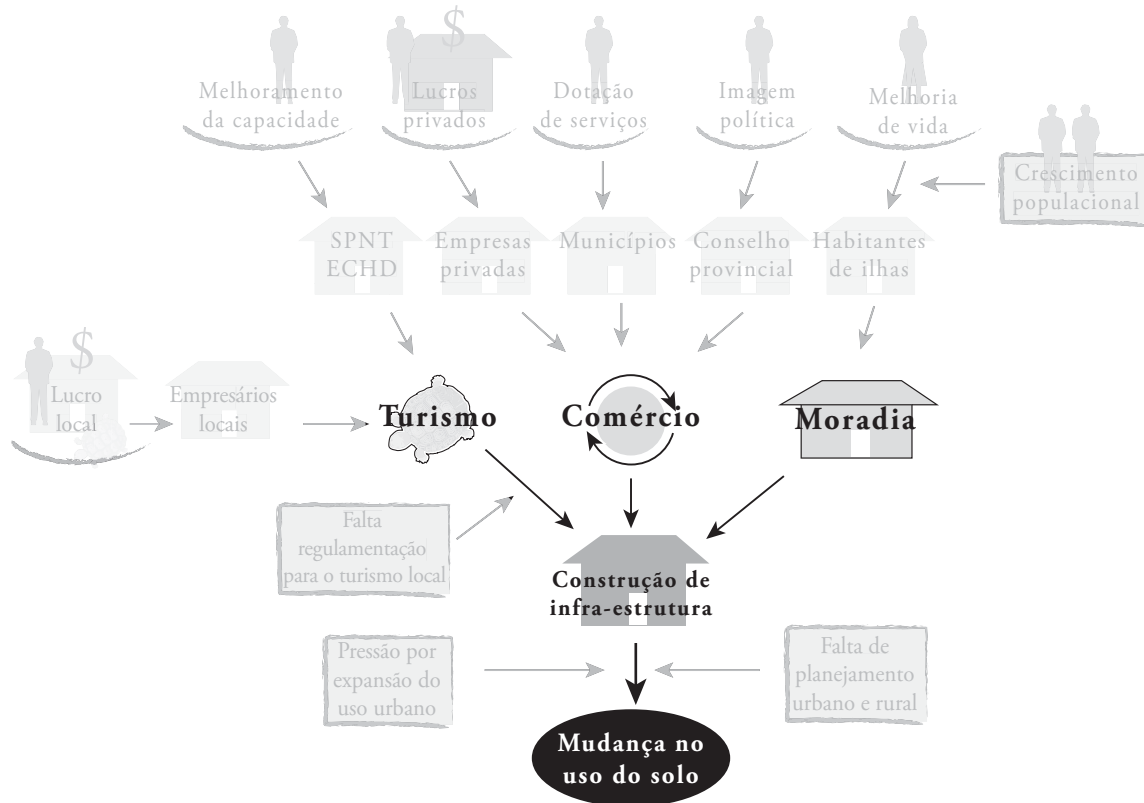 $
Melhoramento
da capacidade
Lucros
privados
Dotação
de serviços
Imagem
política
Melhoria
de vida
Crescimento
populacional
SPNT
ECHD
Empresas
privadas
Municípios
Conselho
provincial
Habitantes
de ilhas
$
Lucro
local
Empresários
locais
Turismo
Comércio
Moradia
Falta
regulamentação
para o turismo local
Construção de
infra-estrutura
Pressão por
expansão do
uso urbano
Falta de
planejamento
urbano e rural
Mudança no
uso do solo